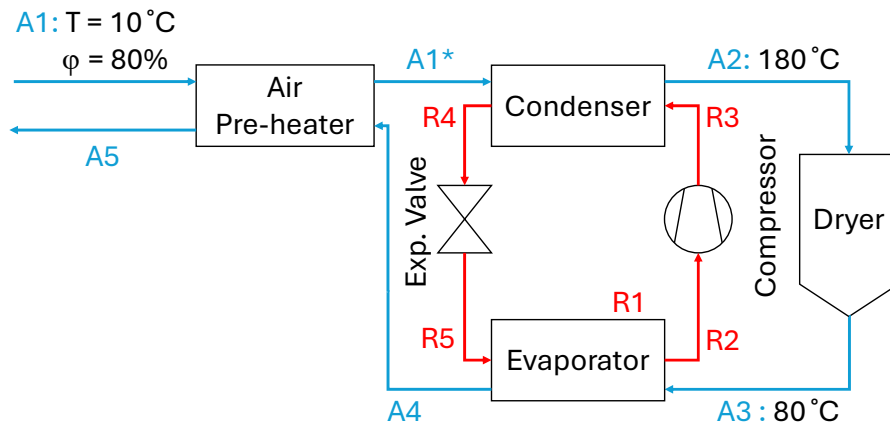 A1: T = 10 °C
φ = 80%
A1*
A2: 180 °C
Air
Pre-heater
Condenser
R4
R3
A5
Exp. Valve
Compressor
Dryer
R1
R5
R2
Evaporator
A4
A3 : 80 °C